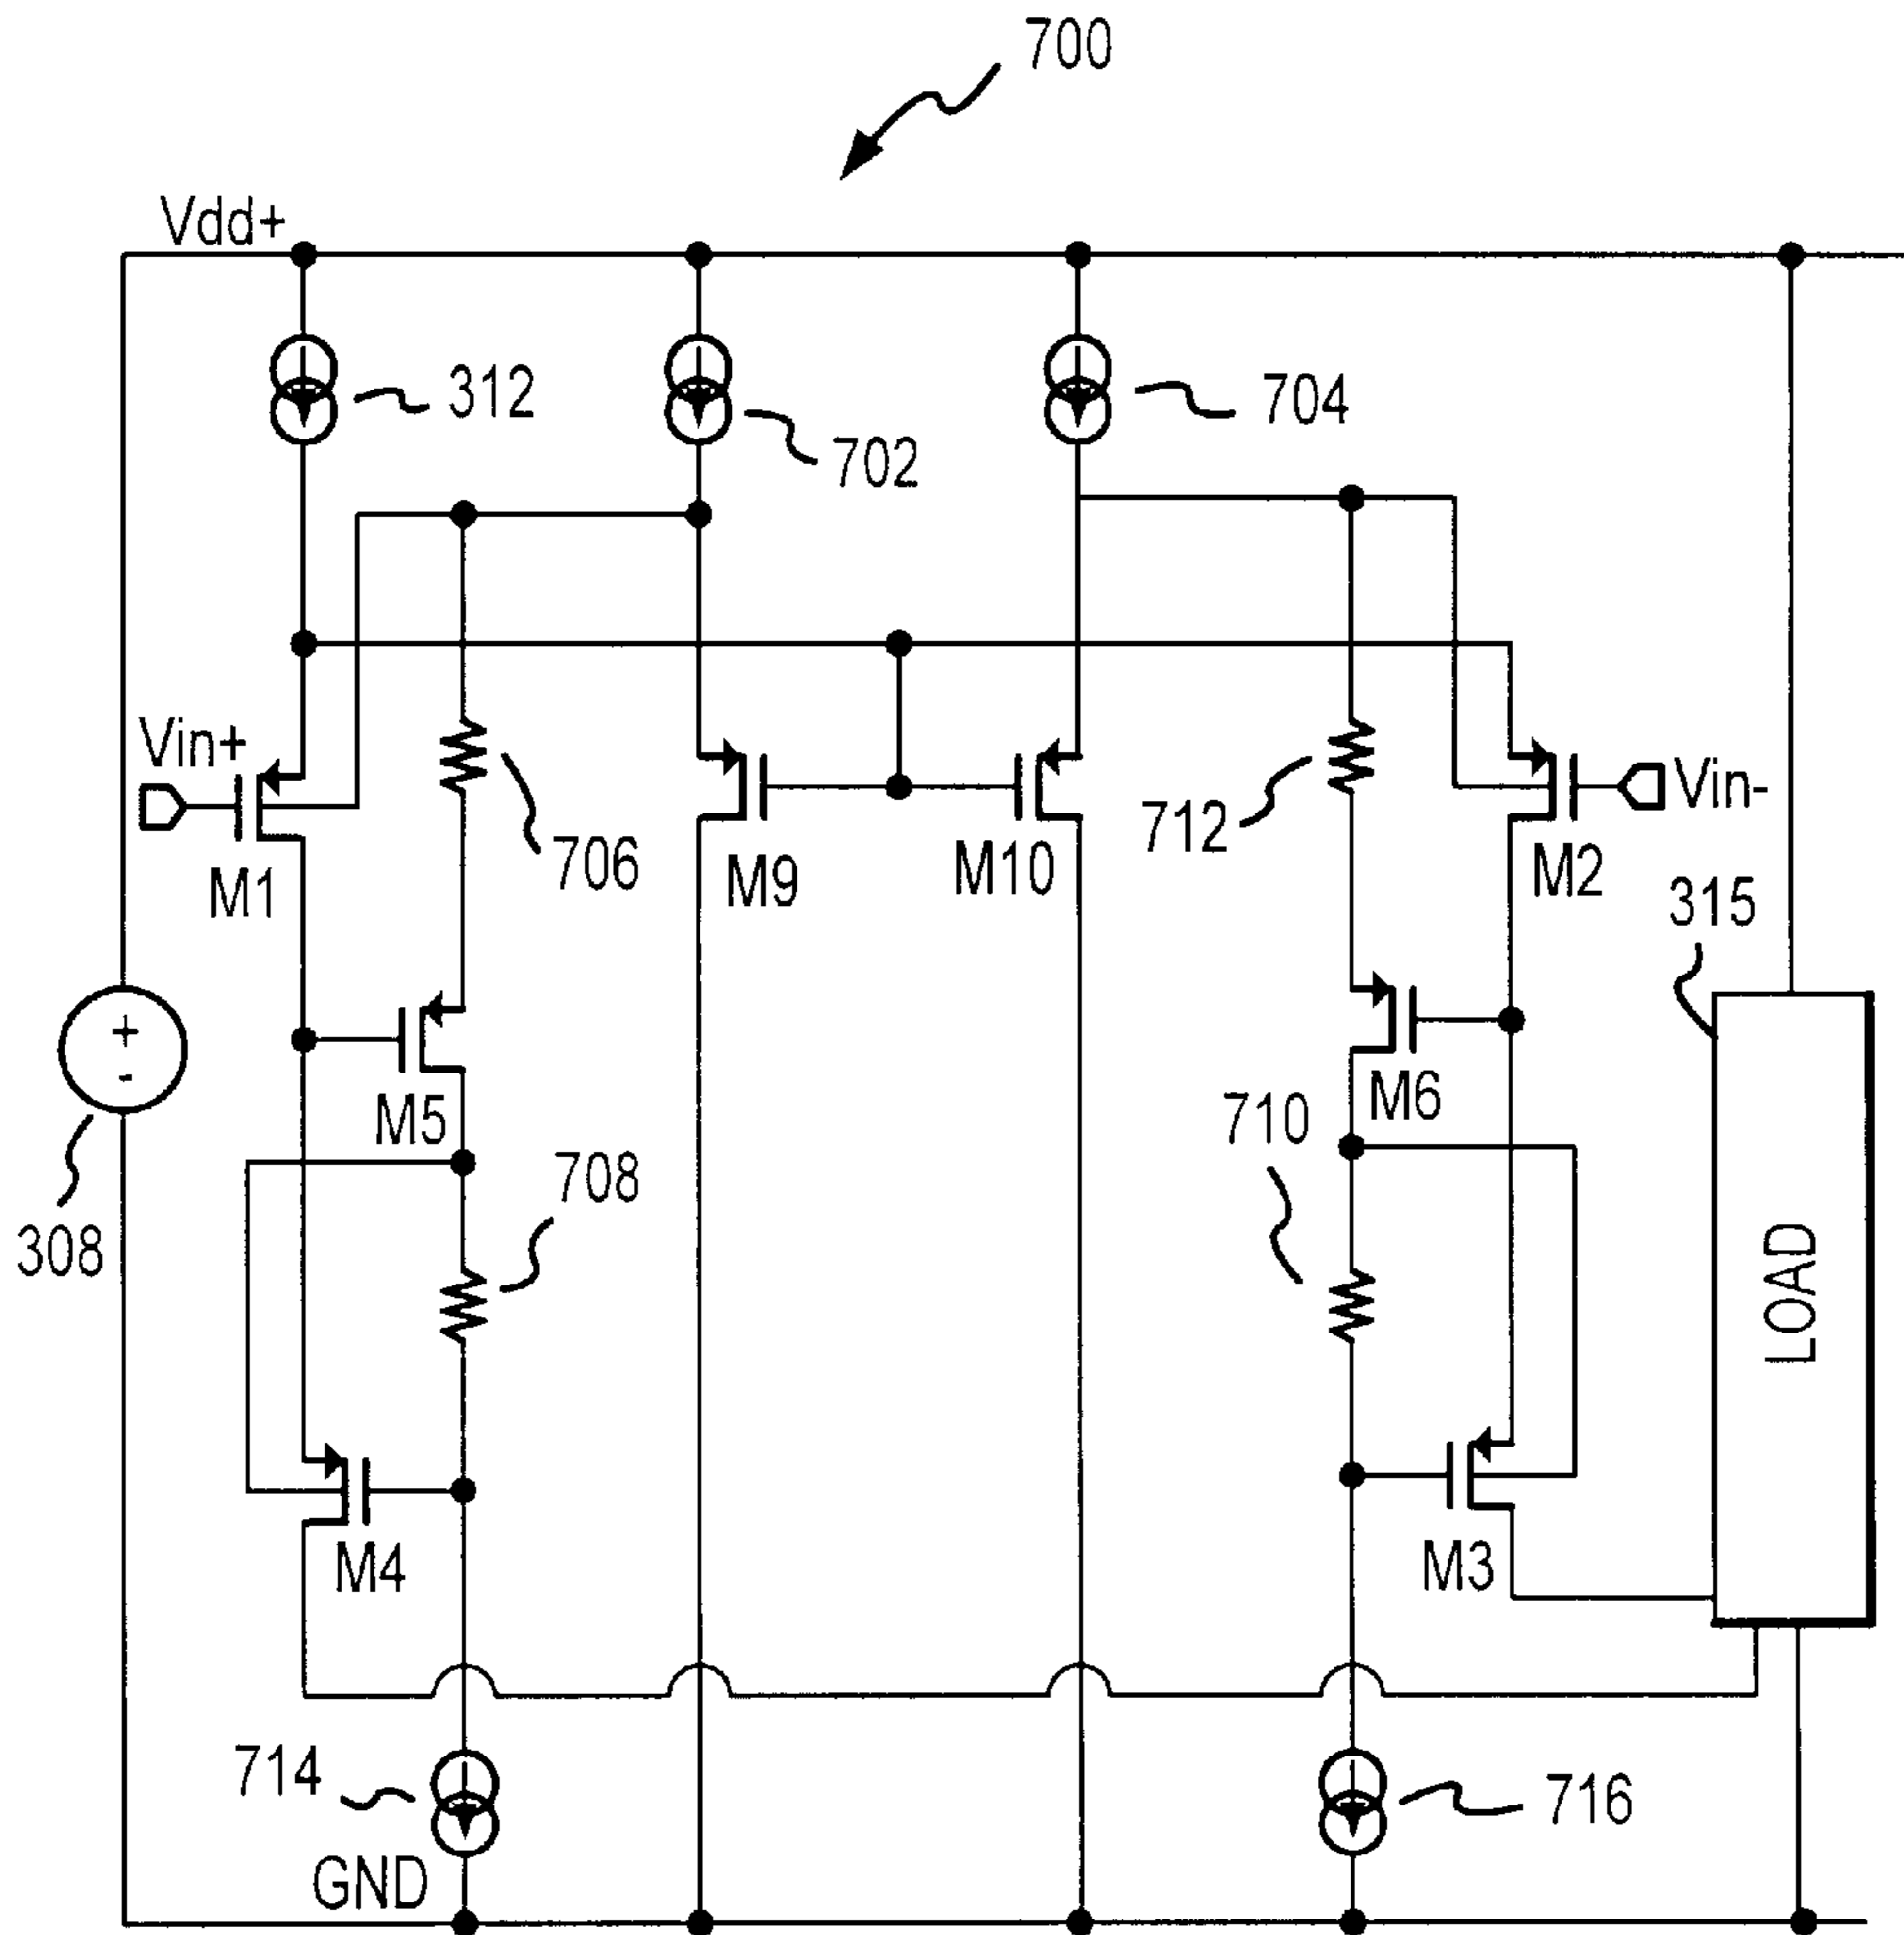 700
Vdd+
312
702
704
Vin+
M1
706
M9
M10
712
M2
Vin-
315
+
-
308
M5
708
M6
710
LOAD
M4
M3
714
GND
716